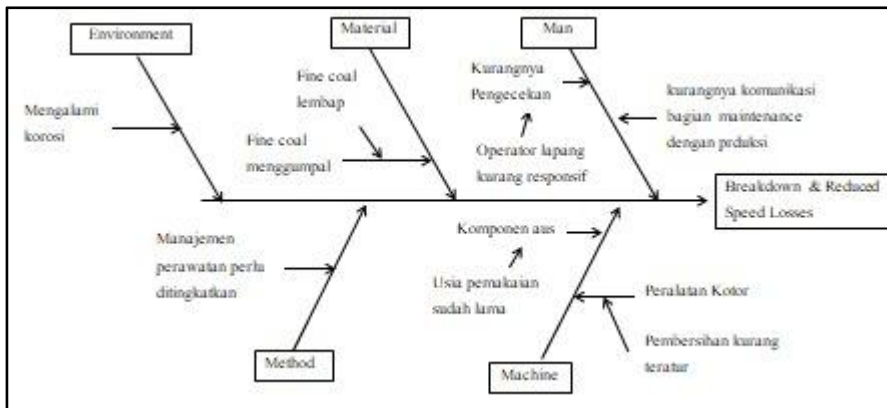 Environment
Material
Man
Fine coal
lembap
Kurangnya
Pengecekan
kurangnya komunikasi
bagian maintenance
dengan prduksi
Mengalami
korosi
Fine coal
menggumpal
Operator lapang
kurang responsif
Breakdown & Reduced
Speed Losses
Manajemen
perawatan perlu
ditingkatkan
Komponen aus
Usia pemakaian
sudah lama
Peralatan Kotor
Pembersihan kurang
teratur
Method
Machine